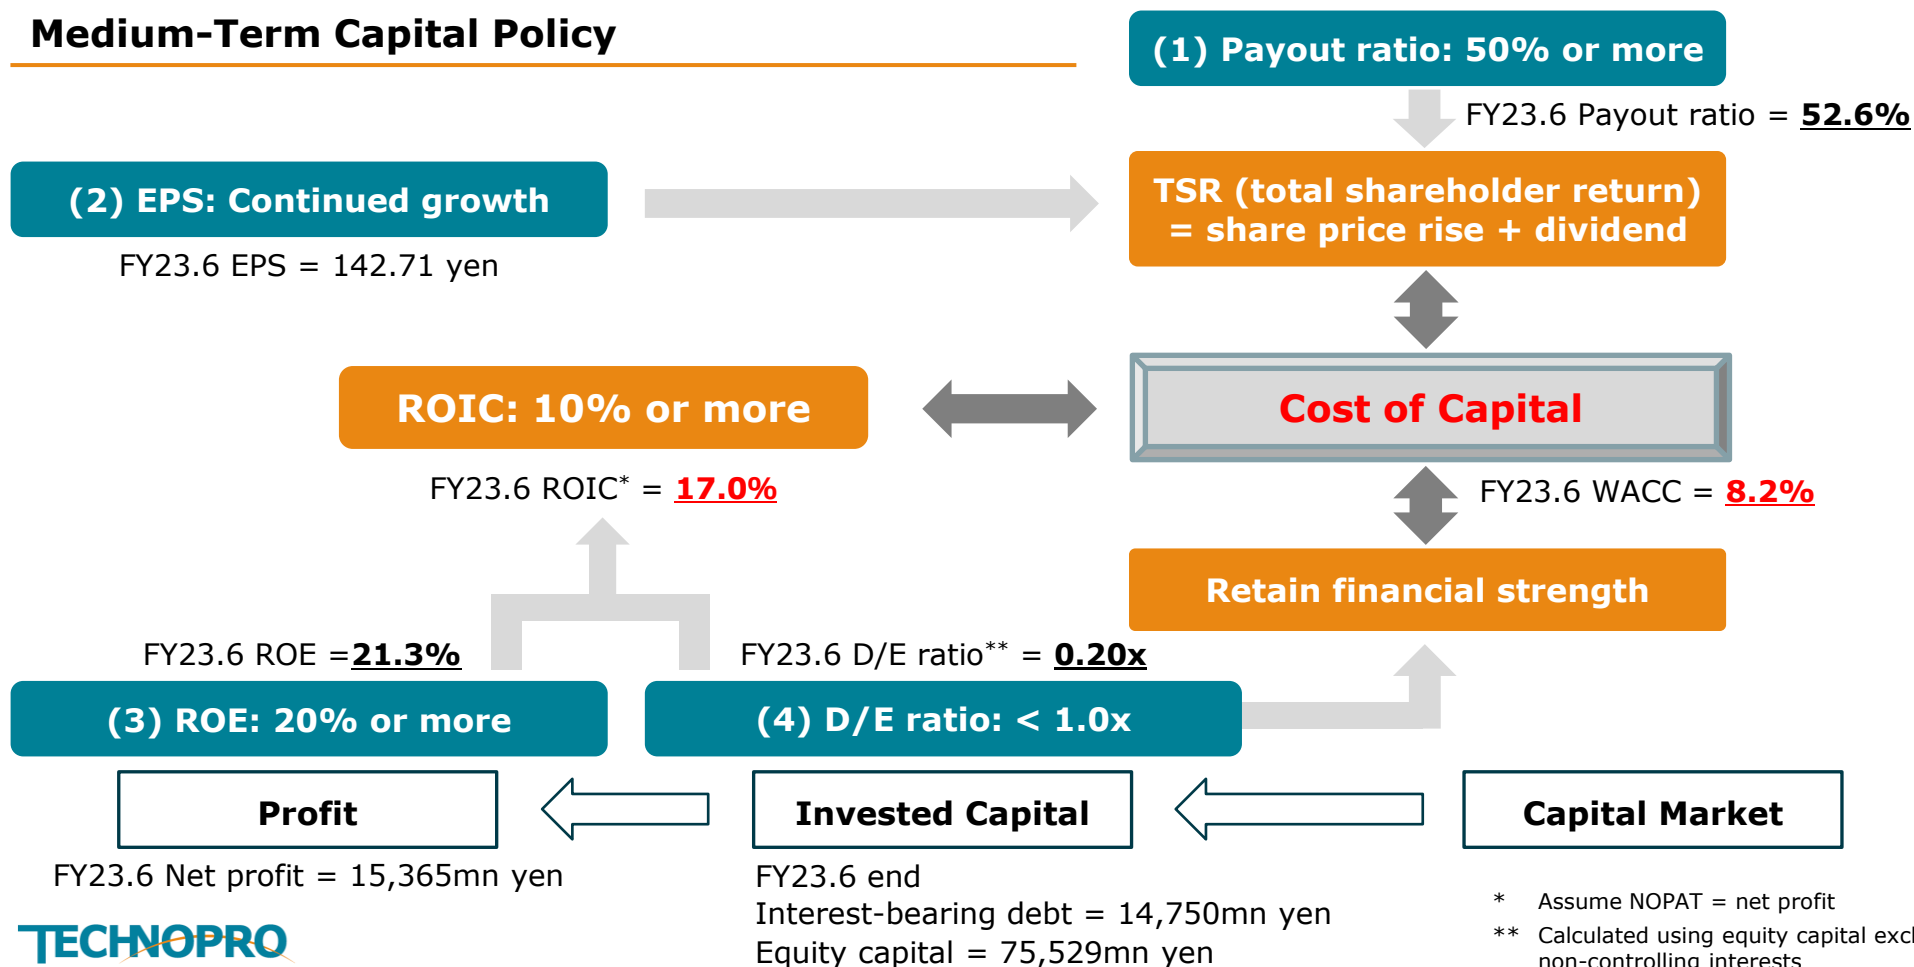 Medium-Term Capital Policy
(1) Payout ratio: 50% or more
FY23.6 Payout ratio = 52.6%
(2) EPS: Continued growth
FY23.6 EPS = 142.71 yen
TSR (total shareholder return)
= share price rise + dividend
ROIC: 10% or more
FY23.6 ROIC* = 17.0%
Cost of Capital
FY23.6 WACC = 8.2%
Retain financial strength
FY23.6 ROE =21.3%
FY23.6 D/E ratio** = 0.20x
(3) ROE: 20% or more
(4) D/E ratio: < 1.0x
Profit
Invested Capital
Capital Market
FY23.6 Net profit = 15,365mn yen
FY23.6 end
Interest-bearing debt = 14,750mn yen
Equity capital = 75,529mn yen
* Assume NOPAT = net profit
** Calculated using equity capital excl
non-controlling interests
TECHNOPRO